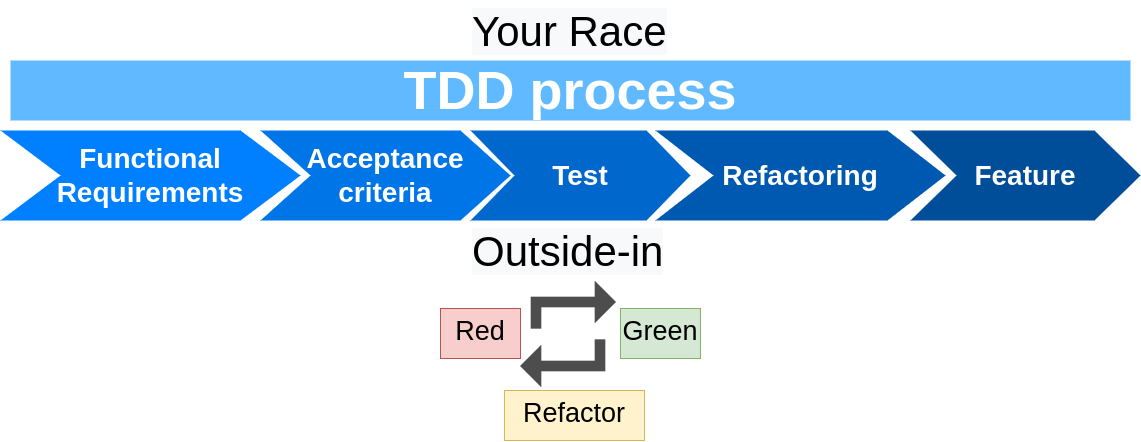 Your Race
TDD process
Functional
Requirements
Acceptance
criteria
Test
Refactoring
Feature
Outside-in
Red
Green
Refactor